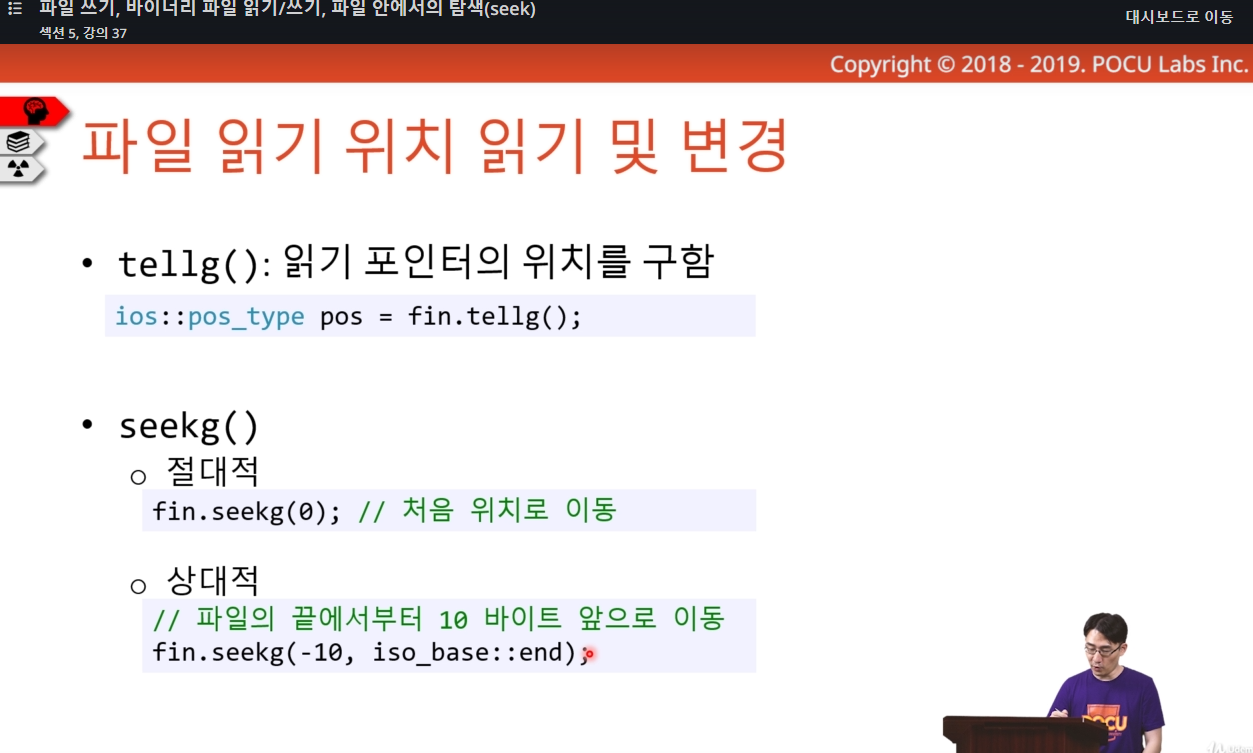 파일 쓰기, 바이너리 파일 읽기/쓰기, 파일 안에서의 탐색(seek)
섹션 5, 강의 37
대시보드로 이동
Copyright © 2018 - 2019. POCU Labs Inc.
파일 읽기 위치 읽기 및 변경
• tellg(): 읽기 포인터의 위치를 구함
ios::pos_type pos = fin.tellg();
• seekg()
o 절대적
fin.seekg(0); // 처음 위치로 이동
o 상대적
// 파일의 끝에서부터 10 바이트 앞으로 이동
fin.seekg(-10, iso_base::end);
POCU
Udemy